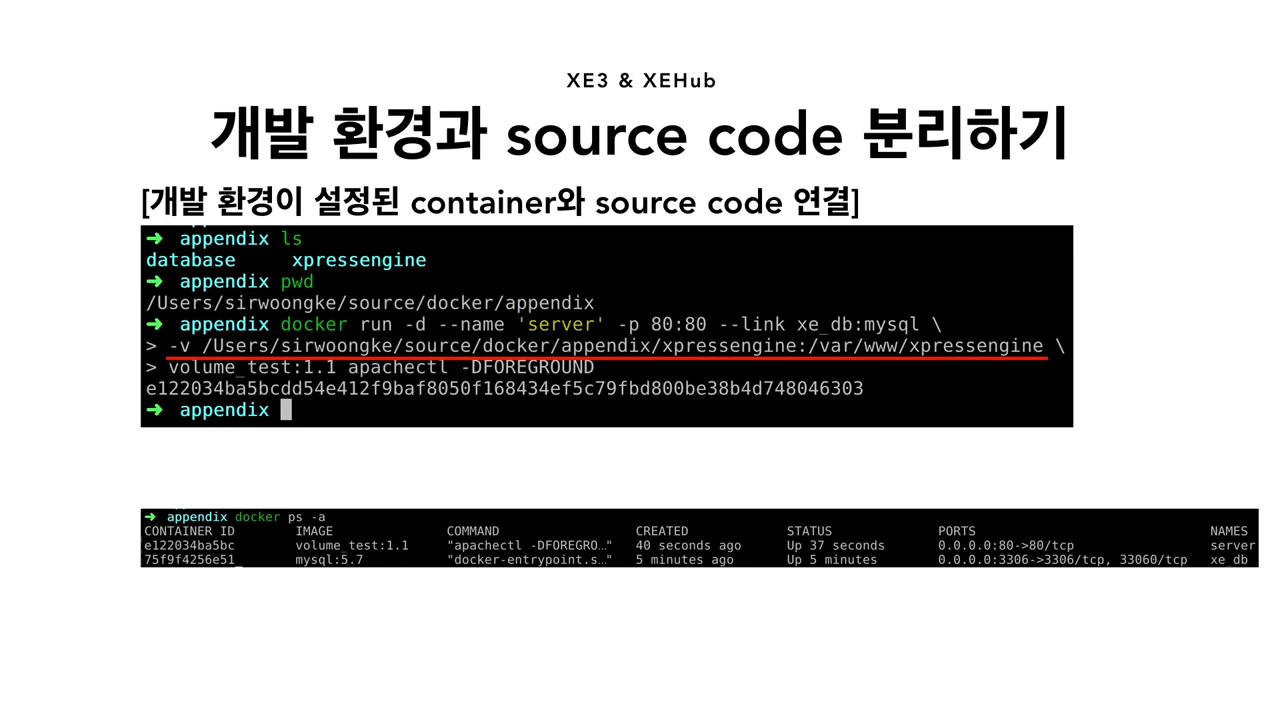 XE3 & XEHub
개발 환경과 source code 분리하기
[개발 환경이 설정된 container와 source code 연결]
➜ appendix ls
database xpressengine
➜ appendix pwd
/Users/sirwoongke/source/docker/appendix
➜ appendix docker run -d --name 'server' -p 80:80 --link xe_db:mysql \
> -v /Users/sirwoongke/source/docker/appendix/xpressengine:/var/www/xpressengine \
> volume_test:1.1 apachectl -DFOREGROUND
e122034ba5bcdd54e412f9baf8050f168434ef5c79fbd800be38b4d748046303
➜ appendix
➜ appendix docker ps -a
CONTAINER ID IMAGE COMMAND CREATED STATUS PORTS NAMES
e122034ba5bc volume_test:1.1 "apachectl -DFOREGRO…" 40 seconds ago Up 37 seconds 0.0.0.0:80->80/tcp server
75f9f4256e51 mysql:5.7 "docker-entrypoint.s…" 5 minutes ago Up 5 minutes 0.0.0.0:3306->3306/tcp, 33060/tcp xe_db